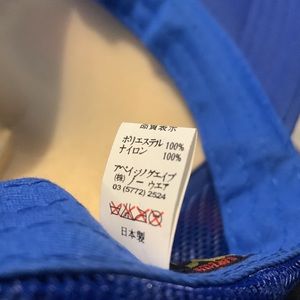 品質表示
ポリエステル 100%
ナイロン 100%
アベイシングエイプ
(株) ノー ウエア
03 (5772) 2524
日本製